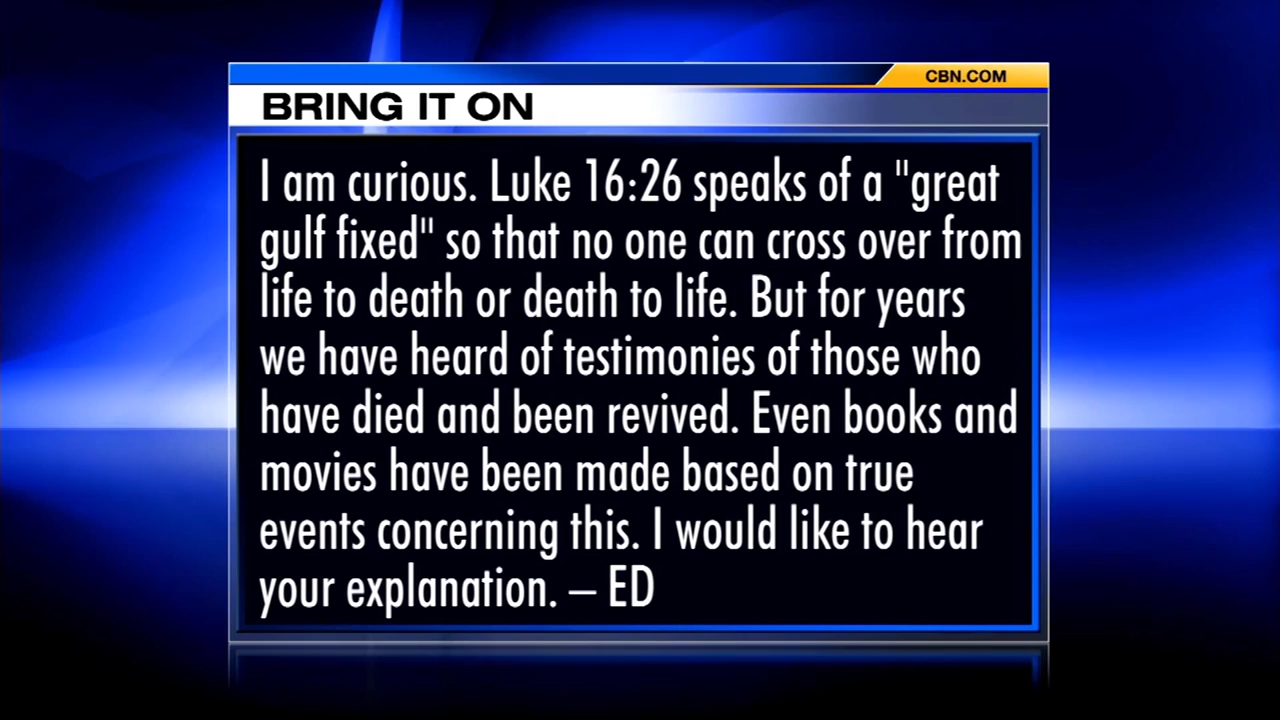 CBN.COM
BRING IT ON
I am curious. Luke 16:26 speaks of a "great
gulf fixed" so that no one can cross over from
life to death or death to life. But for years
we have heard of testimonies of those who
have died and been revived. Even books and
movies have been made based on true
events concerning this. I would like to hear
your explanation. – ED